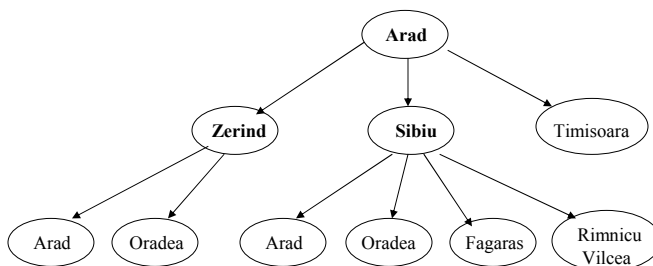 Arad
Zerind
Sibiu
Timisoara
Arad
Oradea
Arad
Oradea
Fagaras
Rimnicu
Vilcea